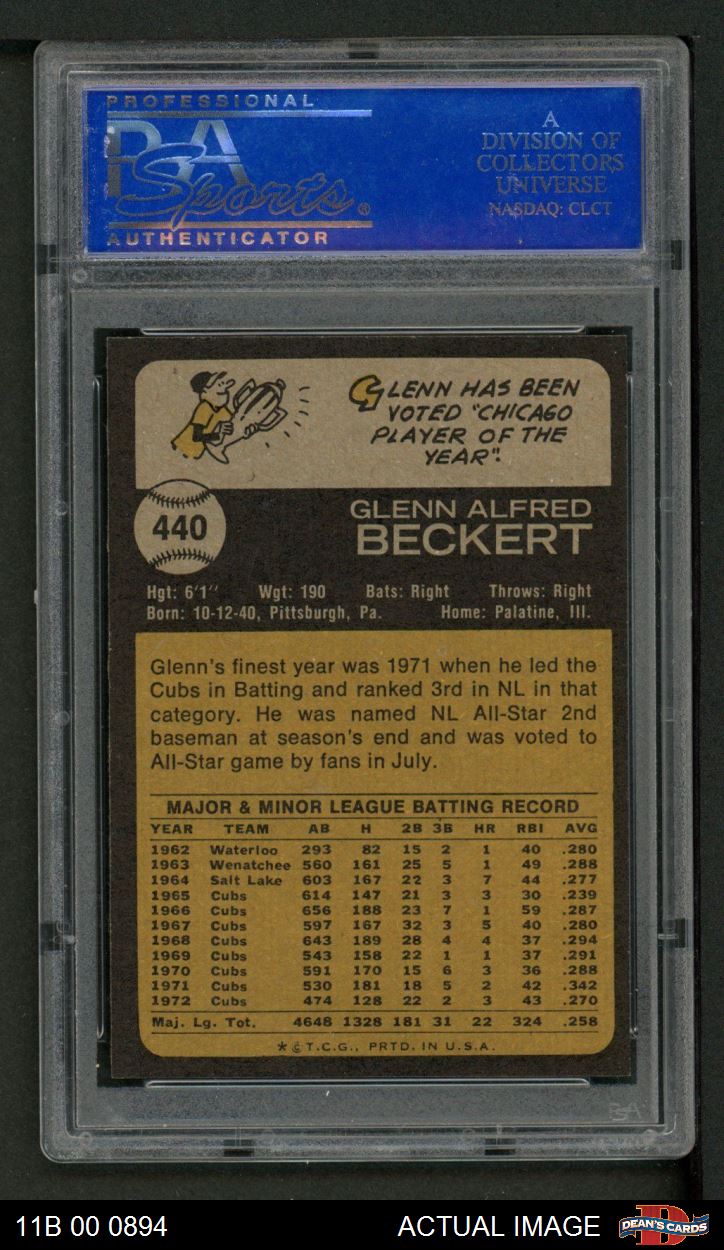 PROFESSIONAL
PSA
Sports ®
AUTHENTICATOR
A
DIVISION OF
COLLECTORS
UNIVERSE
NASDAQ: CLCT
GLENN HAS BEEN
VOTED "CHICAGO
PLAYER OF THE
YEAR".
440
GLENN ALFRED
BECKERT
Hgt: 6'1'' Wgt: 190 Bats: Right Throws: Right
Born: 10-12-40, Pittsburgh, Pa. Home: Palatine, Ill.
Glenn's finest year was 1971 when he led the
Cubs in Batting and ranked 3rd in NL in that
category. He was named NL All-Star 2nd
baseman at season's end and was voted to
All-Star game by fans in July.
MAJOR & MINOR LEAGUE BATTING RECORD
YEAR TEAM AB H 2B 3B HR RBI AVG
1962 Waterloo 293 82 15 2 1 40 .280
1963 Wenatchee 560 161 25 5 1 49 .288
1964 Salt Lake 603 167 22 3 7 44 .277
1965 Cubs 614 147 21 3 3 30 .239
1966 Cubs 656 188 23 7 1 59 .287
1967 Cubs 597 167 32 3 5 40 .280
1968 Cubs 643 189 28 4 4 37 .294
1969 Cubs 543 158 22 1 1 37 .291
1970 Cubs 591 170 15 6 3 36 .288
1971 Cubs 530 181 18 5 2 42 .342
1972 Cubs 474 128 22 2 3 43 .270
Maj. Lg. Tot. 4648 1328 181 31 22 324 .258
* © T.C.G., PRTD. IN U.S.A.
PSA
11B 00 0894
ACTUAL IMAGE
DEAN'S CARDS